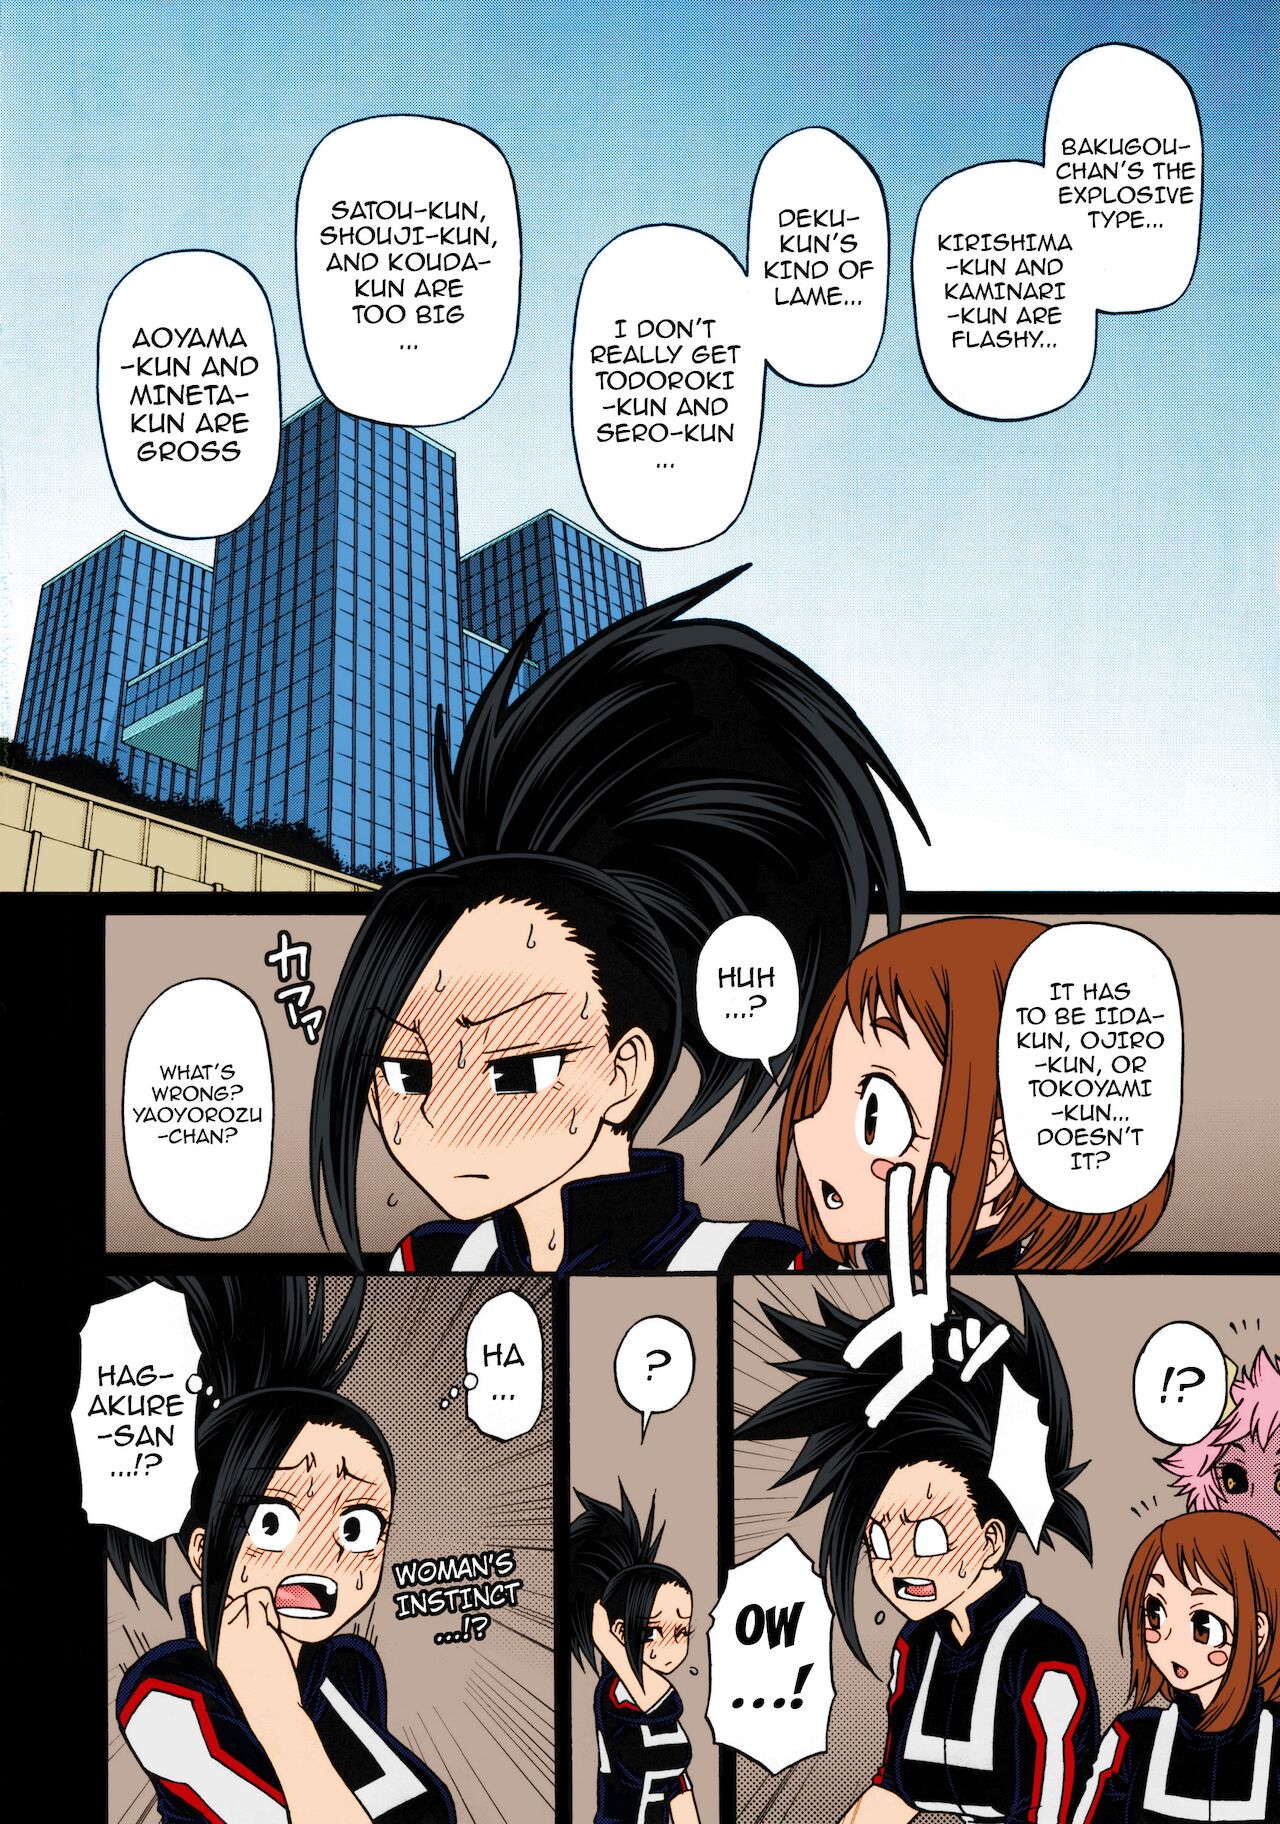 BAKUGOU-
CHAN'S THE
EXPLOSIVE
TYPE...
KIRISHIMA
-KUN AND
KAMINARI
-KUN ARE
FLASHY...
DEKU-
KUN'S
KIND OF
LAME...
I DON'T
REALLY GET
TODOROKI
-KUN AND
SERO-KUN
...
SATOU-KUN,
SHOUJI-KUN,
AND KOUDA-
KUN ARE
TOO BIG
...
AOYAMA
-KUN AND
MINETA-
KUN ARE
GROSS
IT HAS
TO BE IIDA-
KUN, OJIRO
-KUN, OR
TOKOYAMI
-KUN...
DOESN'T
IT?
HUH
...?
カアーァ
WHAT'S
WRONG?
YAOYOROZU
-CHAN?
!?
OW
...!
?
HA
...
WOMAN'S
INSTINCT
...!?
HAG-
AKURE
-SAN
...!?